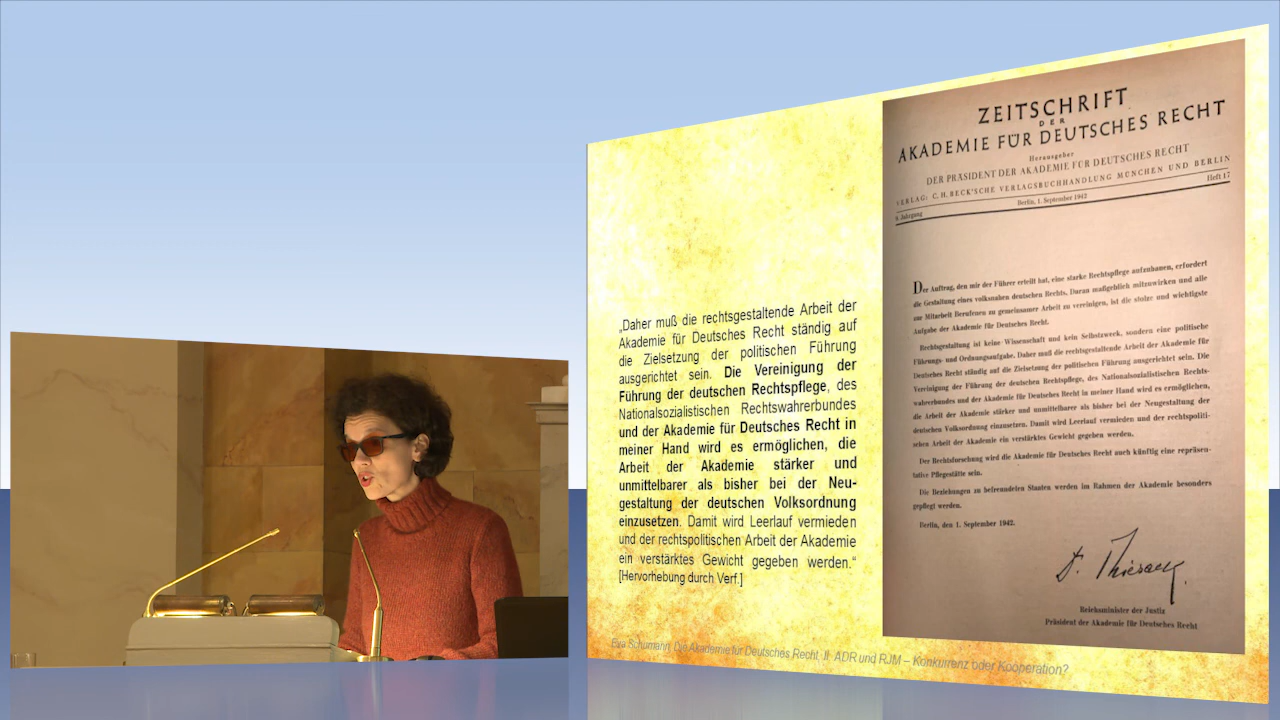 „Daher muß die rechtsgestaltende Arbeit der
Akademie für Deutsches Recht ständig auf
die Zielsetzung der politischen Führung
ausgerichtet sein. Die Vereinigung der
Führung der deutschen Rechtspflege, des
Nationalsozialistischen Rechtswahrerbundes
und der Akademie für Deutsches Recht in
meiner Hand wird es ermöglichen, die
Arbeit der Akademie stärker und
unmittelbarer als bisher bei der Neu-
gestaltung der deutschen Volksordnung
einzusetzen. Damit wird Leerlauf vermieden
und der rechtspolitischen Arbeit der Akademie
ein verstärktes Gewicht gegeben werden.“
[Hervorhebung durch Verf.]
ZEITSCHRIFT
DER
AKADEMIE FÜR DEUTSCHES RECHT
Herausgeber
DER PRÄSIDENT DER AKADEMIE FÜR DEUTSCHES RECHT
VERLAG: C. H. BECK'SCHE VERLAGSBUCHHANDLUNG MÜNCHEN UND BERLIN
9. Jahrgang Berlin, 1. September 1942 Heft 17
Der Auftrag, den mir der Führer erteilt hat, eine starke Rechtspflege aufzubauen, erfordert
die Gestaltung eines volksnahen deutschen Rechts. Daran maßgeblich mitzuwirken und alle
zur Mitarbeit Berufenen zu gemeinsamer Arbeit zu vereinigen, ist die stolze und wichtigste
Aufgabe der Akademie für Deutsches Recht.
Rechtsgestaltung ist keine Wissenschaft und kein Selbstzweck, sondern eine politische
Führungs- und Ordnungsaufgabe. Daher muß die rechtsgestaltende Arbeit der Akademie für
Deutsches Recht ständig auf die Zielsetzung der politischen Führung ausgerichtet sein. Die
Vereinigung der Führung der deutschen Rechtspflege, des Nationalsozialistischen Rechts-
wahrerbundes und der Akademie für Deutsches Recht in meiner Hand wird es ermöglichen,
die Arbeit der Akademie stärker und unmittelbarer als bisher bei der Neugestaltung der
deutschen Volksordnung einzusetzen. Damit wird Leerlauf vermieden und der rechtspoliti-
schen Arbeit der Akademie ein verstärktes Gewicht gegeben werden.
Der Rechtsforschung wird die Akademie für Deutsches Recht auch künftig eine repräsen-
tative Pflegestätte sein.
Die Beziehungen zu befreundeten Staaten werden im Rahmen der Akademie besonders
gepflegt werden.
Berlin, den 1. September 1942.
Dr. Thierack
Reichsminister der Justiz
Präsident der Akademie für Deutsches Recht
Eva Schumann, Die Akademie für Deutsches Recht, II. ADR und RJM – Konkurrenz oder Kooperation?